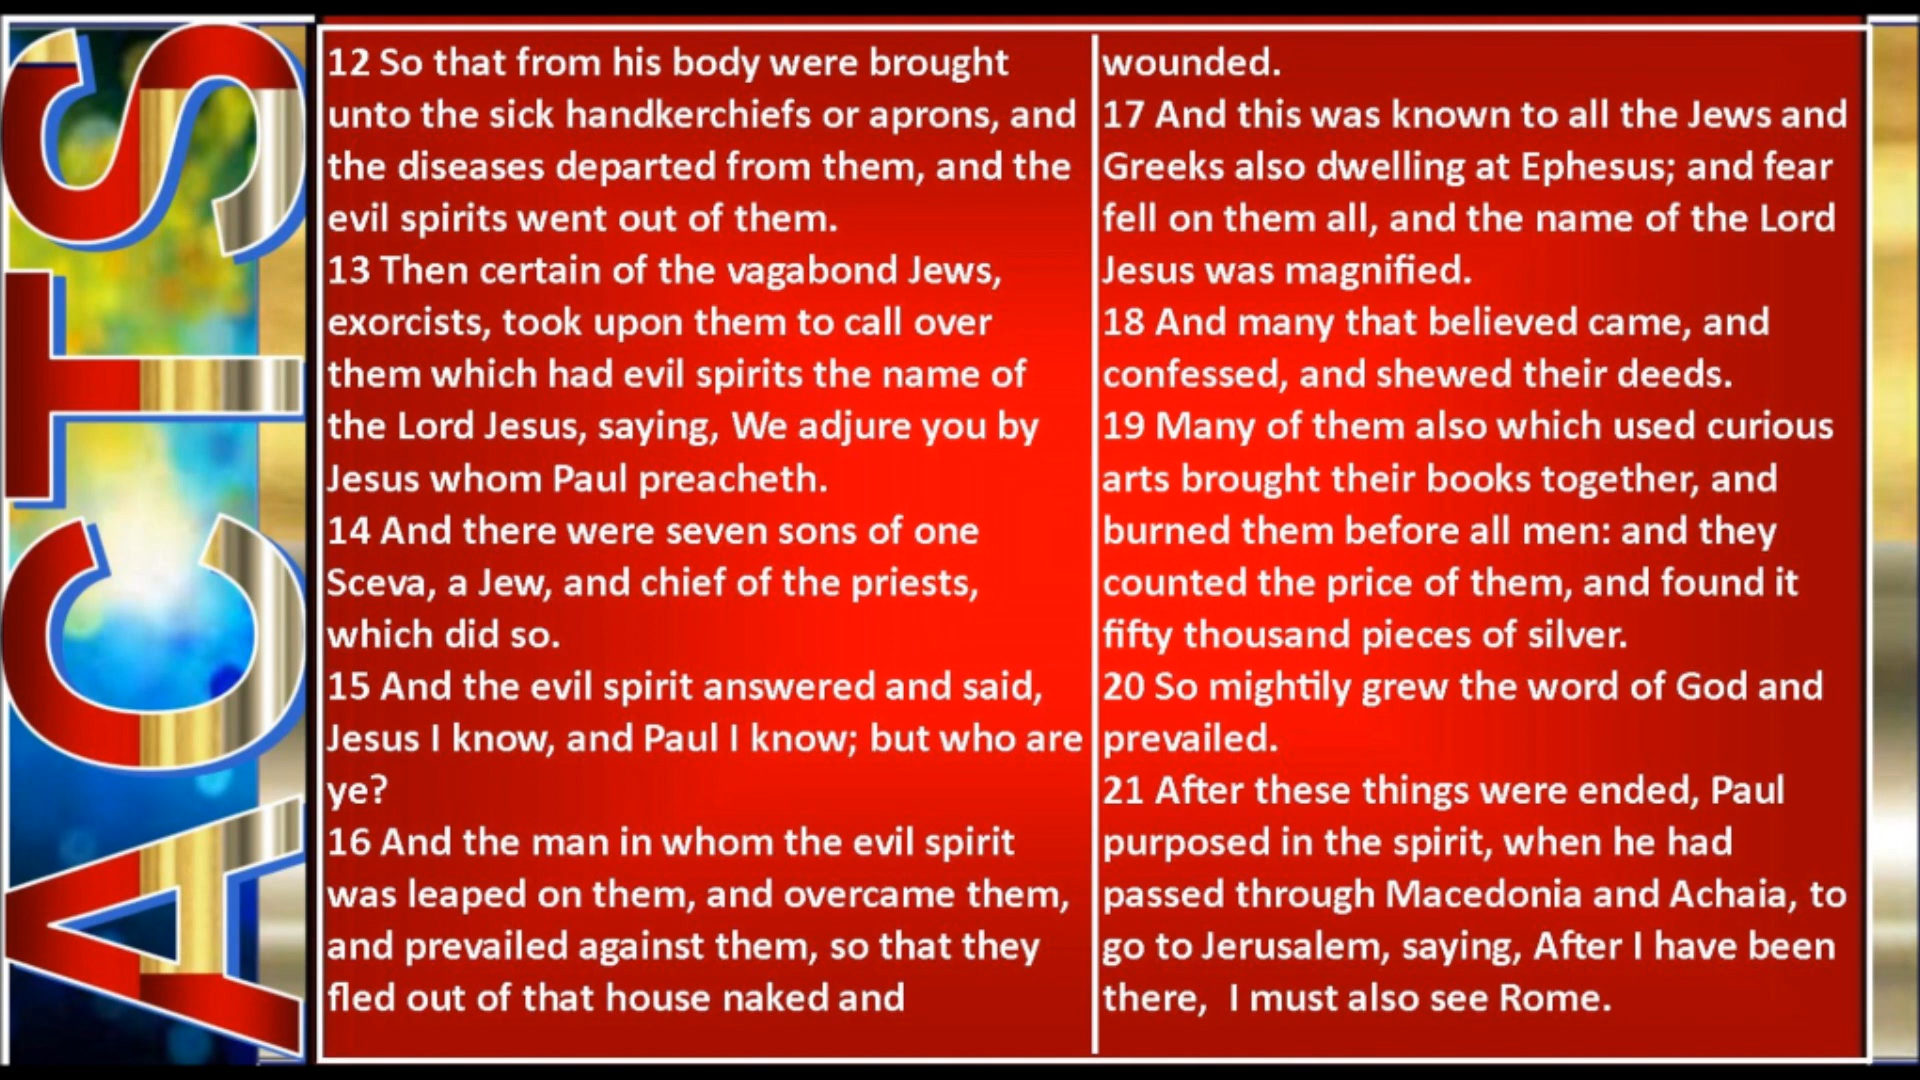 ACTS
12 So that from his body were brought
unto the sick handkerchiefs or aprons, and
the diseases departed from them, and the
evil spirits went out of them.
13 Then certain of the vagabond Jews,
exorcists, took upon them to call over
them which had evil spirits the name of
the Lord Jesus, saying, We adjure you by
Jesus whom Paul preacheth.
14 And there were seven sons of one
Sceva, a Jew, and chief of the priests,
which did so.
15 And the evil spirit answered and said,
Jesus I know, and Paul I know; but who are
ye?
16 And the man in whom the evil spirit
was leaped on them, and overcame them,
and prevailed against them, so that they
fled out of that house naked and
wounded.
17 And this was known to all the Jews and
Greeks also dwelling at Ephesus; and fear
fell on them all, and the name of the Lord
Jesus was magnified.
18 And many that believed came, and
confessed, and shewed their deeds.
19 Many of them also which used curious
arts brought their books together, and
burned them before all men: and they
counted the price of them, and found it
fifty thousand pieces of silver.
20 So mightily grew the word of God and
prevailed.
21 After these things were ended, Paul
purposed in the spirit, when he had
passed through Macedonia and Achaia, to
go to Jerusalem, saying, After I have been
there,  I must also see Rome.